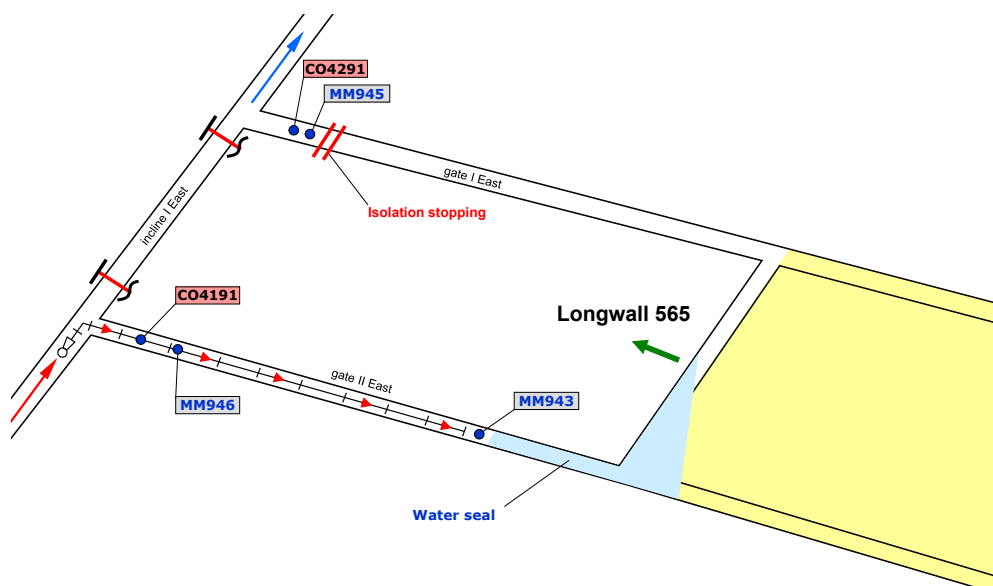 CO4291
MM945
gate I East
Isolation stopping
incline I East
CO4191
Longwall 565
gate II East
MM946
MM943
Water seal